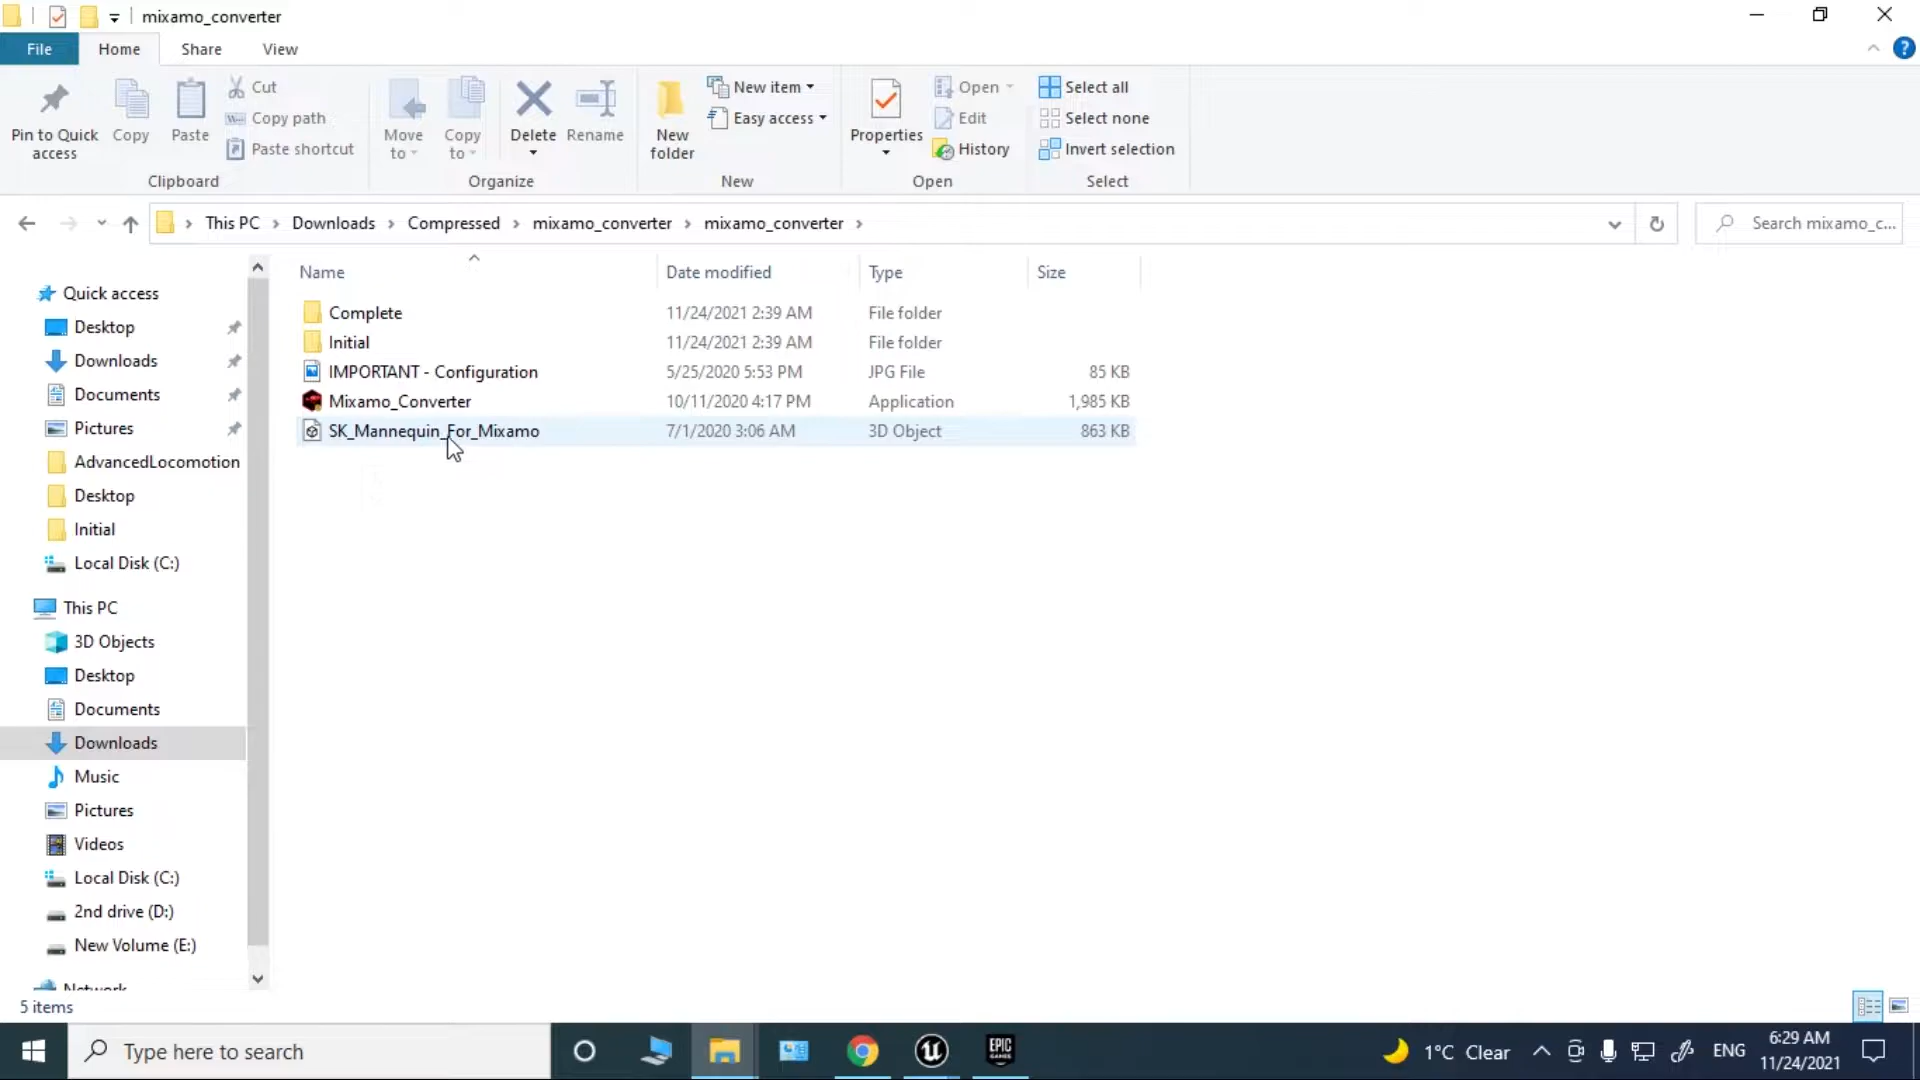 mixamo_converter
File Home Share View
Pin to Quick access
Copy
Paste
Cut
Copy path
Paste shortcut
Move to
Copy to
Delete
Rename
New folder
New item
Easy access
Properties
Open
Edit
History
Select all
Select none
Invert selection
Clipboard Organize New Open Select
This PC Downloads Compressed mixamo_converter mixamo_converter
Search mixamo_c...
Name Date modified Type Size
Complete 11/24/2021 2:39 AM File folder
Initial 11/24/2021 2:39 AM File folder
IMPORTANT - Configuration 5/25/2020 5:53 PM JPG File 85 KB
Mixamo_Converter 10/11/2020 4:17 PM Application 1,985 KB
SK_Mannequin_For_Mixamo 7/1/2020 3:06 AM 3D Object 863 KB
Quick access
Desktop
Downloads
Documents
Pictures
AdvancedLocomotion
Desktop
Initial
Local Disk (C:)
This PC
3D Objects
Desktop
Documents
Downloads
Music
Pictures
Videos
Local Disk (C:)
2nd drive (D:)
New Volume (E:)
Network
5 items
Type here to search
EPIC
GAMES
1°C Clear
ENG
6:29 AM
11/24/2021